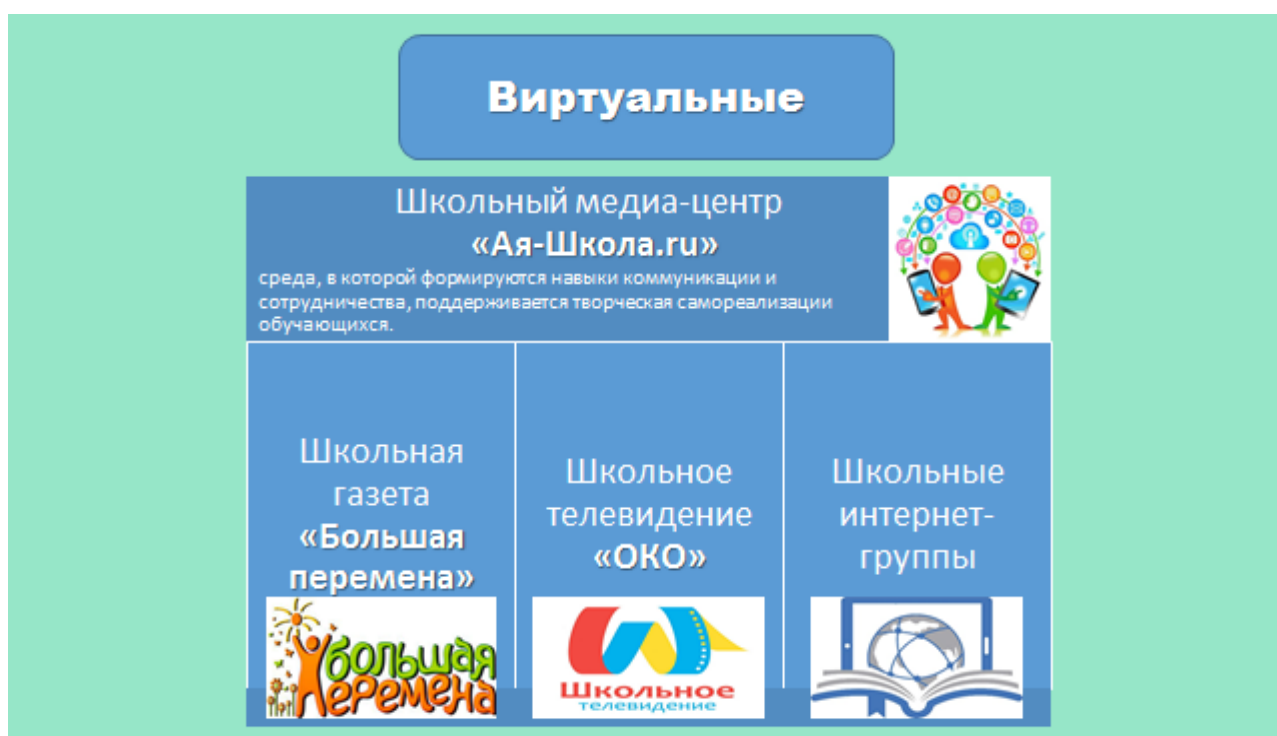 Виртуальные
Школьный медиа-центр
«Ая-Школа.ru»
среда, в которой формируются навыки коммуникации и
сотрудничества, поддерживается творческая самореализации
обучающихся.
Школьная
газета
«Большая
перемена»
большая
перемена
Школьное
телевидение
«ОКО»
Школьное
телевидение
Школьные
интернет-
группы